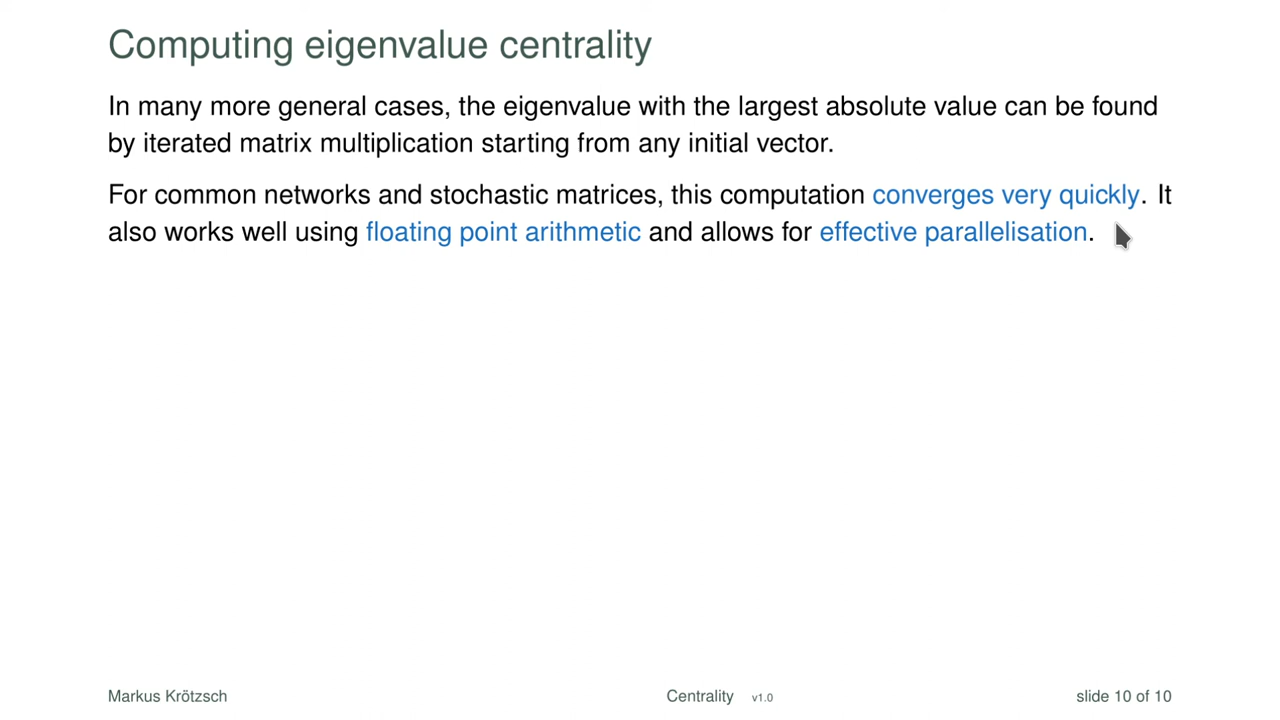 Computing eigenvalue centrality
In many more general cases, the eigenvalue with the largest absolute value can be found
by iterated matrix multiplication starting from any initial vector.
For common networks and stochastic matrices, this computation converges very quickly. It
also works well using floating point arithmetic and allows for effective parallelisation.
Markus Krötzsch Centrality v1.0 slide 10 of 10